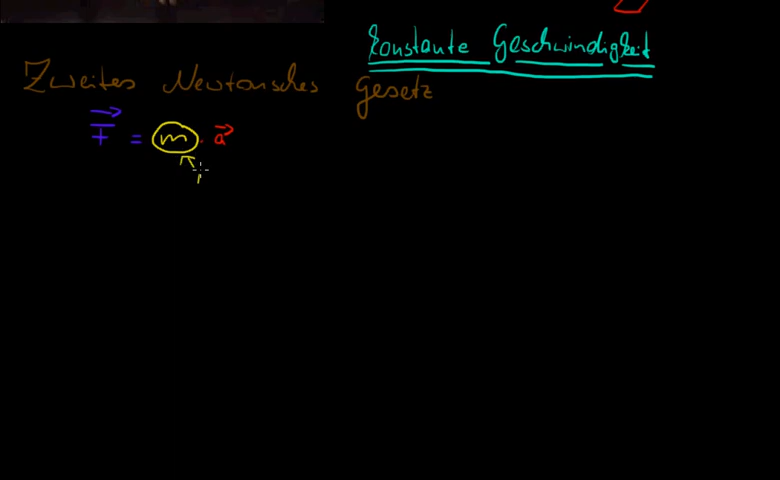 Konstante Geschwindigkeit
Zweites Newtonsches Gesetz
F⃗ = m · a⃗